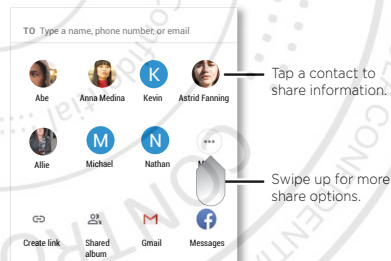 TO Type a name, phone number, or email
Abe Anna Medina K Kevin Astrid Fanning
Tap a contact to
share information.
Allie M Michael N Nathan
Swipe up for more
share options.
Create link Shared album M Gmail f Messages
CONFIDENTIAL